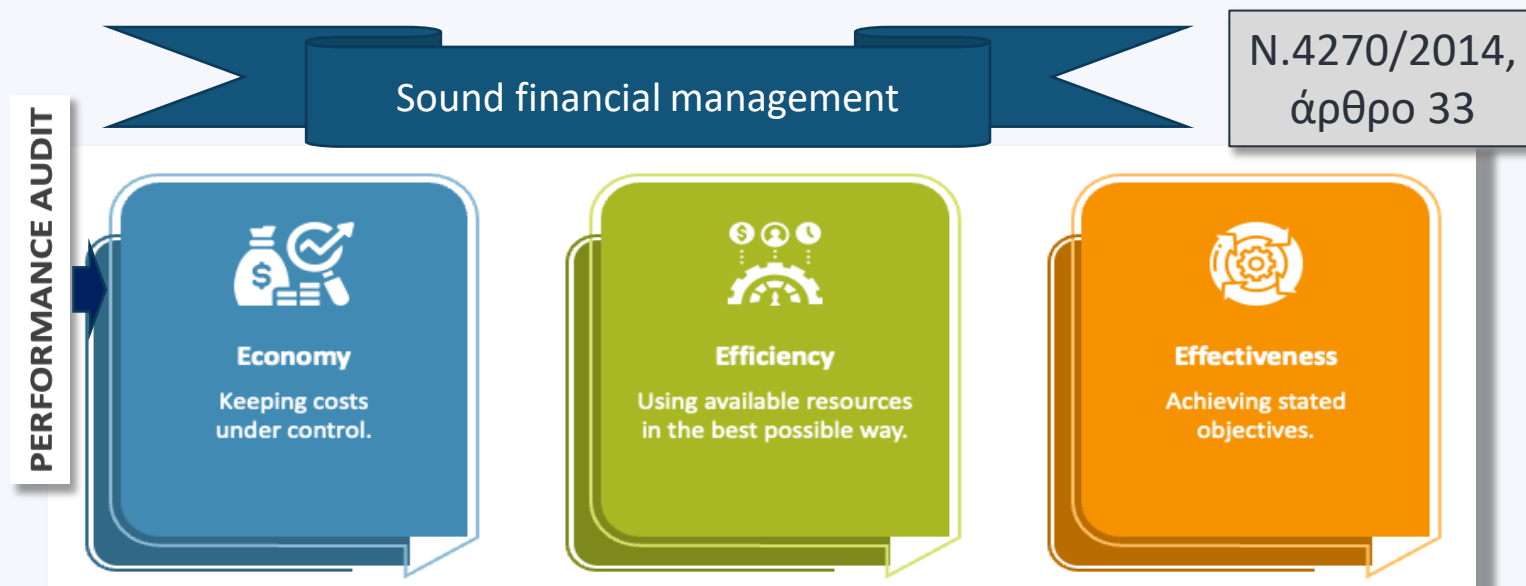 Sound financial management
Ν.4270/2014,
άρθρο 33
PERFORMANCE AUDIT
Economy
Keeping costs
under control.
Efficiency
Using available resources
in the best possible way.
Effectiveness
Achieving stated
objectives.